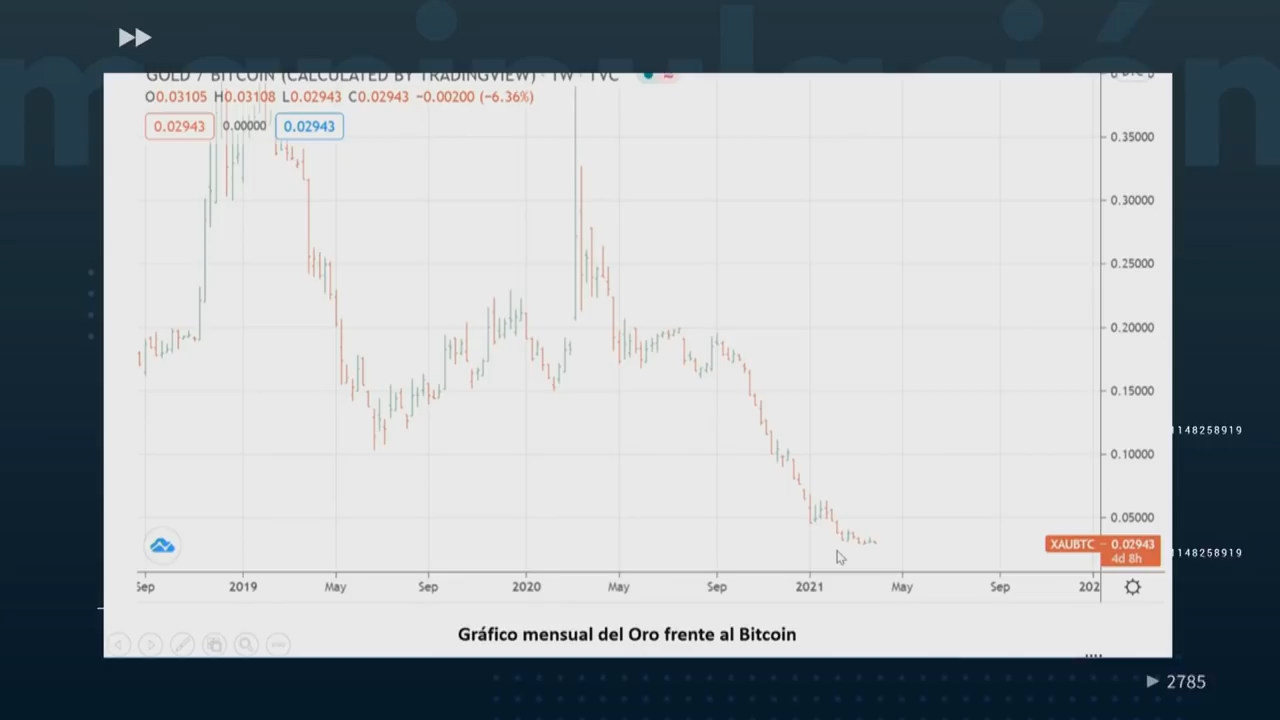 manipulación
GOLD / BITCOIN (CALCULATED BY TRADINGVIEW) · 1W · TVC
O0.03105 H0.03108 L0.02943 C0.02943 −0.00200 (−6.36%)
0.02943 0.00000 0.02943
0.35000
0.30000
0.25000
0.20000
0.15000
0.10000
0.05000
XAUBTC − 0.02943
4d 8h
Sep 2019 May Sep 2020 May Sep 2021 May Sep 202
Gráfico mensual del Oro frente al Bitcoin
1148258919
1148258919
2785